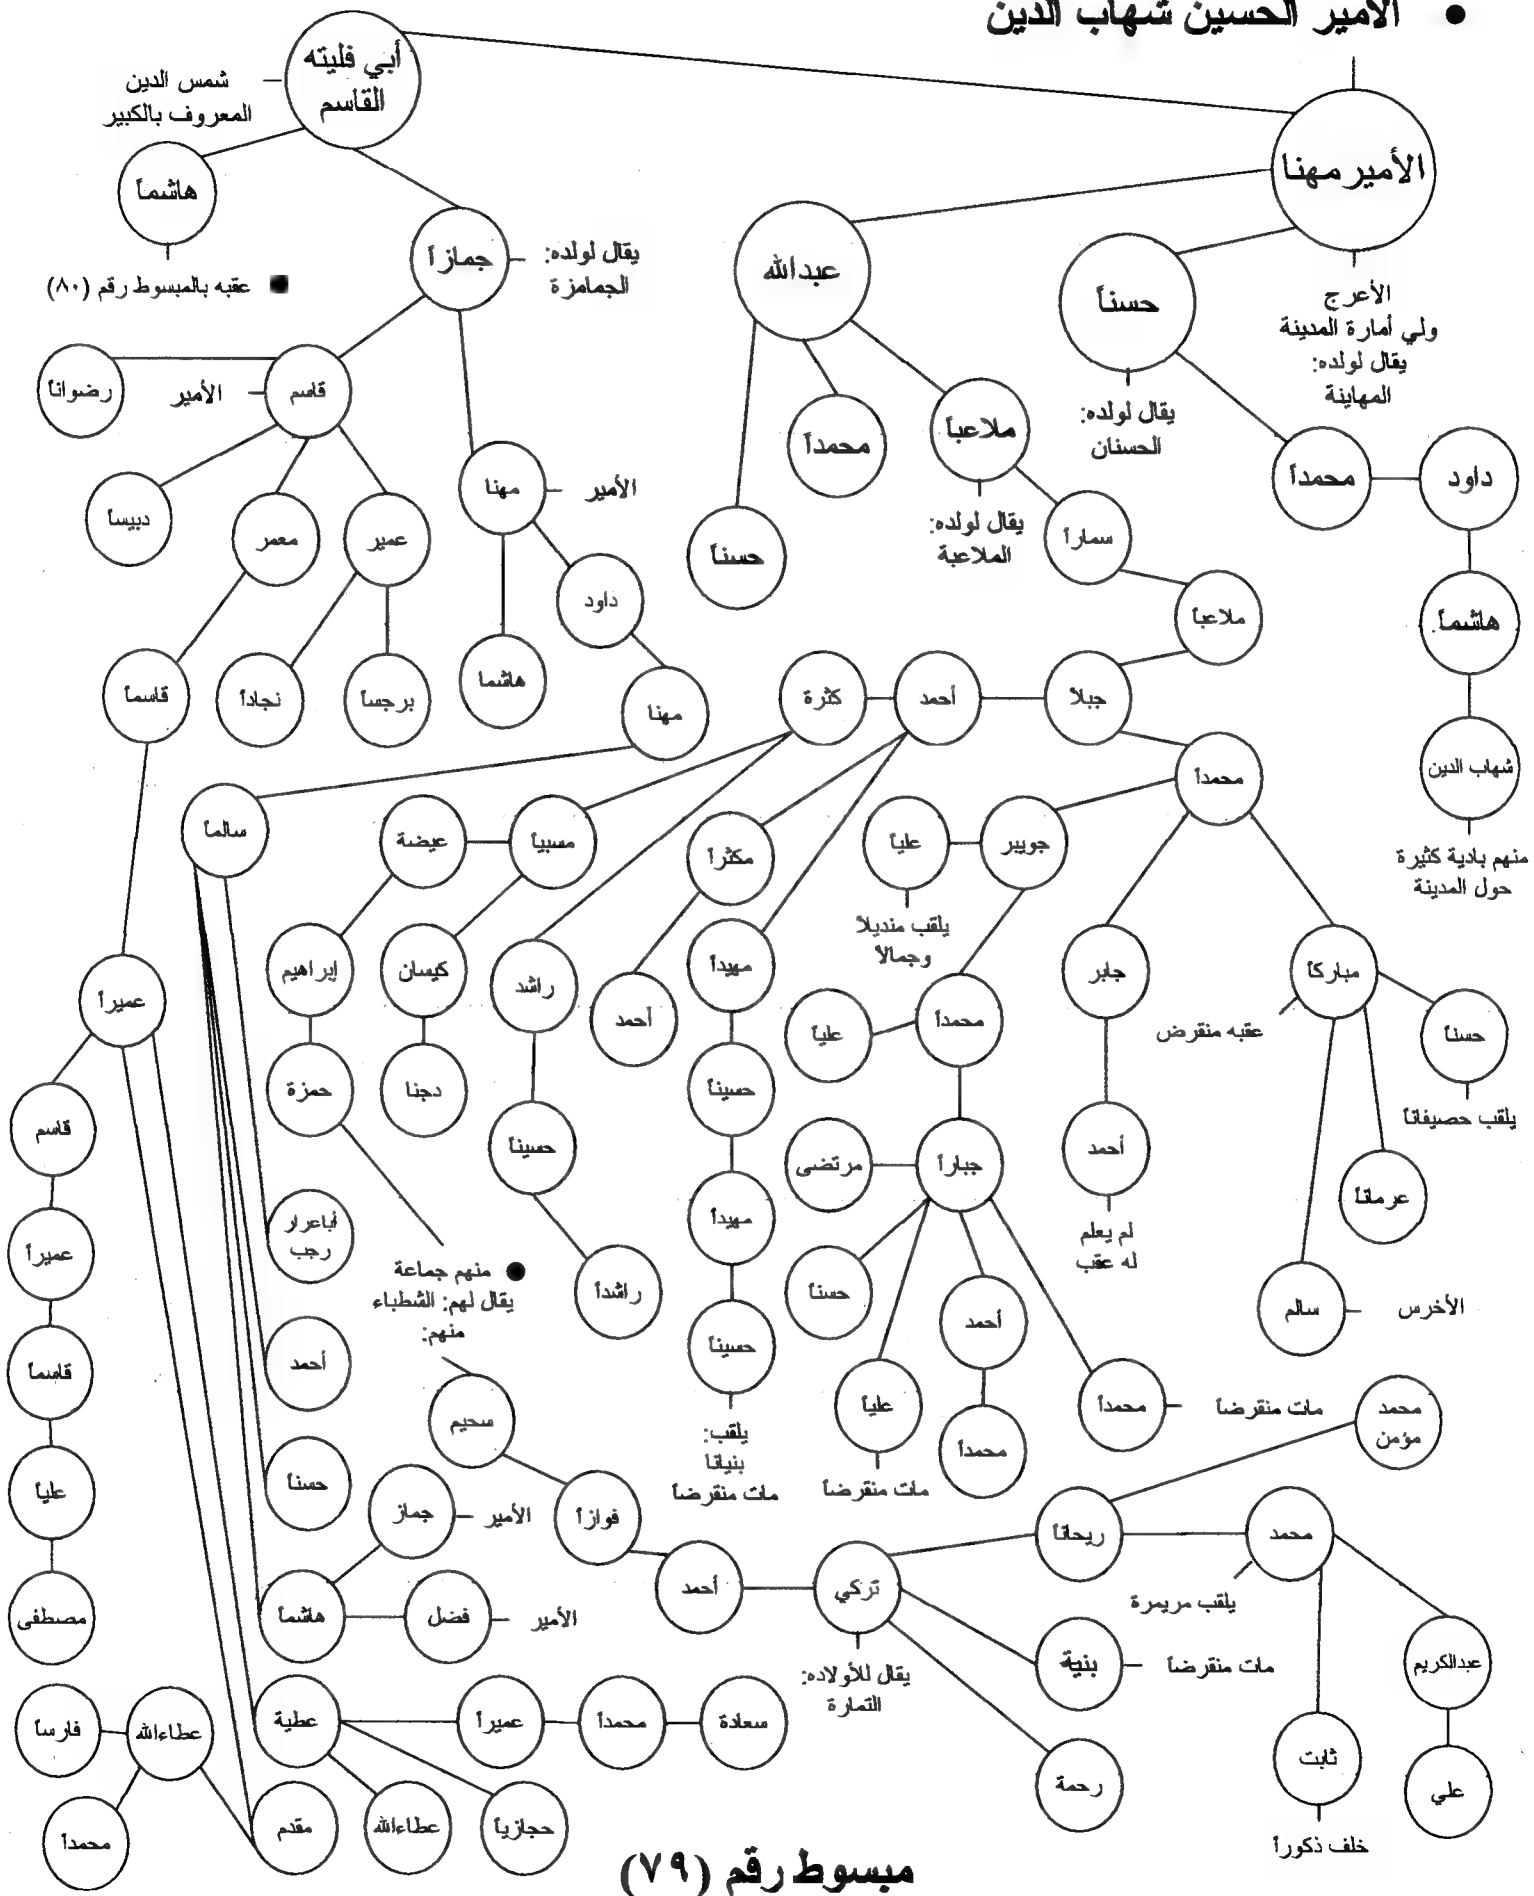 الأمير الحسين شهاب الدين
أبي فليته
القاسم
شمس الدين
المعروف بالكبير
الأمير مهنا
هاشماً
عقبه بالمبسوط رقم (٨٠)
جمازاً
يقال لولده:
الجمامزة
عبدالله
حسناً
الأعرج
ولي أمارة المدينة
يقال لولده:
المهاينة
يقال لولده:
الحسنان
رضواناً
قاسم
الأمير
محمداً
ملاعباً
يقال لولده:
الملاعبة
محمداً
داود
دبيساً
معمر
عمير
مهنا
الأمير
حسناً
سماراً
داود
ملاعباً
هاشماً
قاسماً
نجاداً
برجساً
هاشما
مهنا
كثرة
أحمد
جبلاً
شهاب الدين
منهم بادية كثيرة
حول المدينة
محمداً
سالماً
عيضة
مسبياً
مكثراً
علياً
يلقب منديلاً
وجمالاً
جويبر
إبراهيم
كيسان
راشد
مهيداً
أحمد
علياً
محمداً
جابر
مباركاً
عقبه منقرض
حسناً
يلقب حصيفاناً
عميراً
حمزة
دجنا
حسيناً
حسيناً
قاسم
مرتضى
جباراً
أحمد
لم يعلم
له عقب
عرماناً
عميراً
أباعرار
رجب
منهم جماعة
يقال لهم: الشطباء
منهم:
راشداً
مهيداً
حسناً
أحمد
سالم
الأخرس
قاسماً
أحمد
سحيم
حسيناً
يلقب:
بنيانا
مات منقرضاً
علياً
مات منقرضاً
محمداً
محمداً
مات منقرضاً
محمد
مؤمن
علياً
حسناً
جماز
الأمير
فوازاً
ريحاناً
محمد
يلقب مريمرة
مصطفى
هاشماً
فضل
الأمير
أحمد
تركي
يقال للأولاده:
التمارة
بنية
مات منقرضاً
عبدالكريم
فارساً
عطاءالله
عطية
عميراً
محمداً
سعادة
رحمة
ثابت
خلف ذكوراً
علي
محمداً
مقدم
عطاءالله
حجازياً
مبسوط رقم (٧٩)